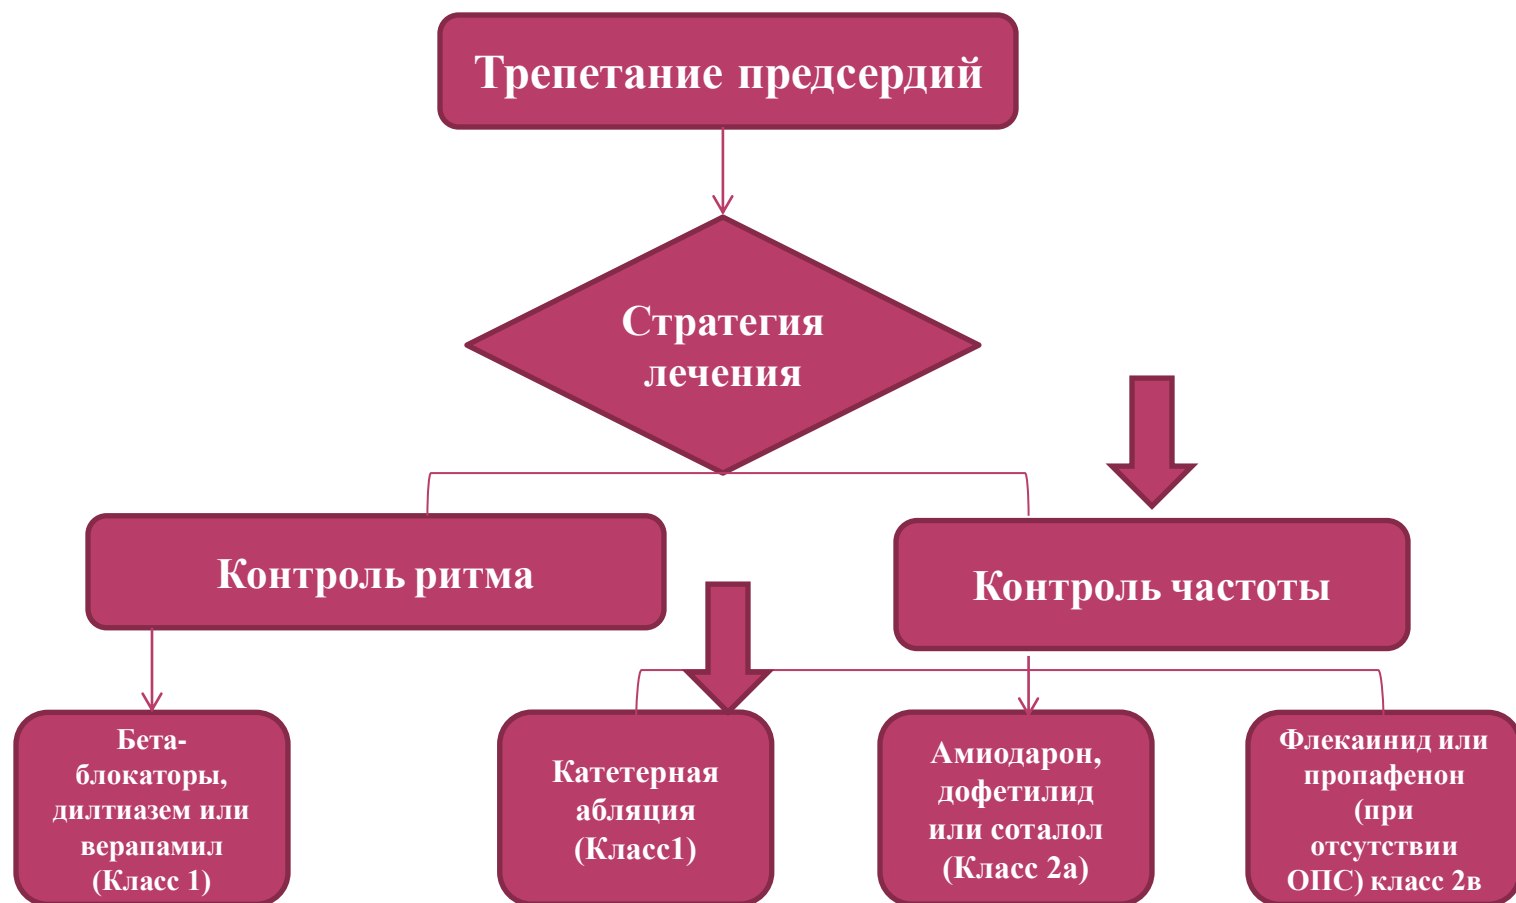 Трепетание предсердий
Стратегия
лечения
Контроль ритма
Контроль частоты
Бета-
блокаторы,
дилтиазем или
верапамил
(Класс 1)
Катетерная
абляция
(Класс1)
Амиодарон,
дофетилид
или соталол
(Класс 2а)
Флекаинид или
пропафенон
(при
отсутствии
ОПС) класс 2в